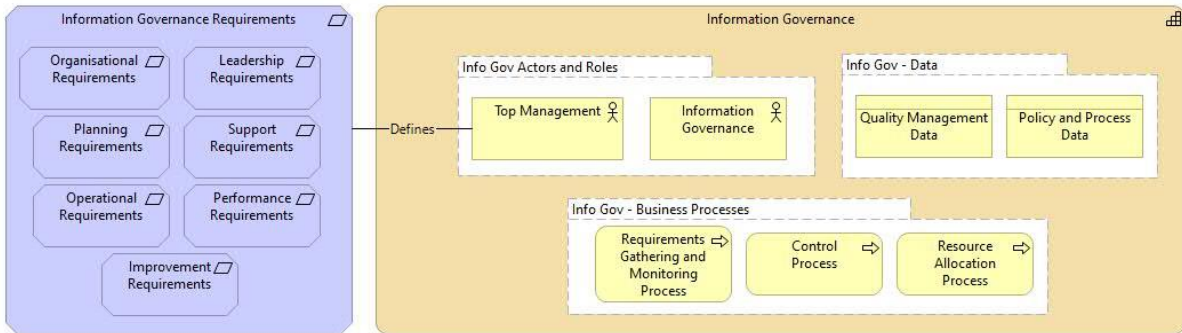 Information Governance Requirements
Organisational
Requirements
Leadership
Requirements
Planning
Requirements
Support
Requirements
Operational
Requirements
Performance
Requirements
Improvement
Requirements
Defines
Information Governance
Info Gov Actors and Roles
Top Management
Information
Governance
Info Gov - Data
Quality Management
Data
Policy and Process
Data
Info Gov - Business Processes
Requirements
Gathering and
Monitoring
Process
Control
Process
Resource
Allocation
Process